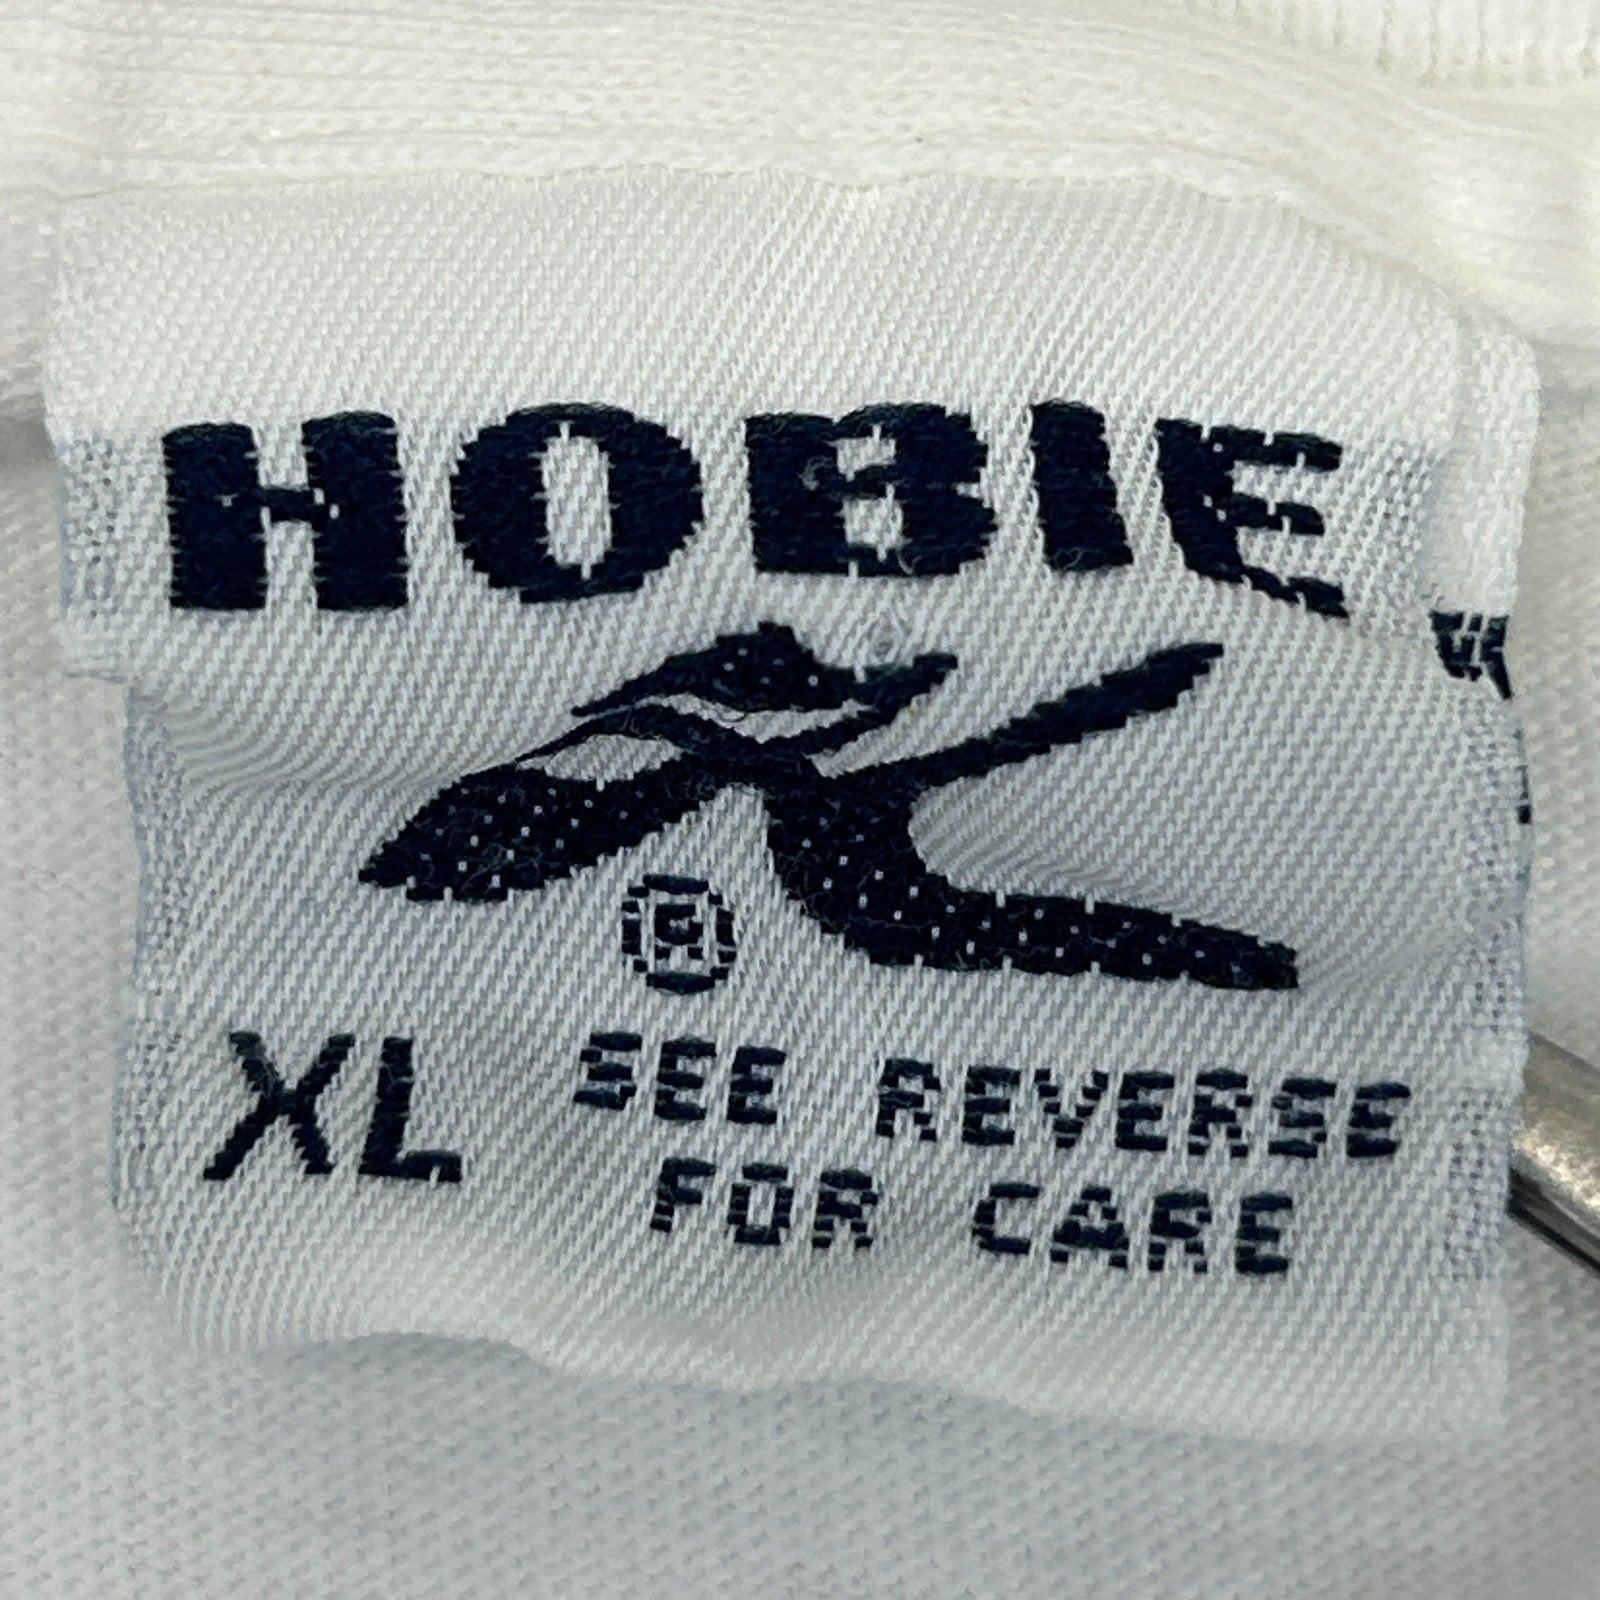 HOBIE
®
XL SEE REVERSE
FOR CARE